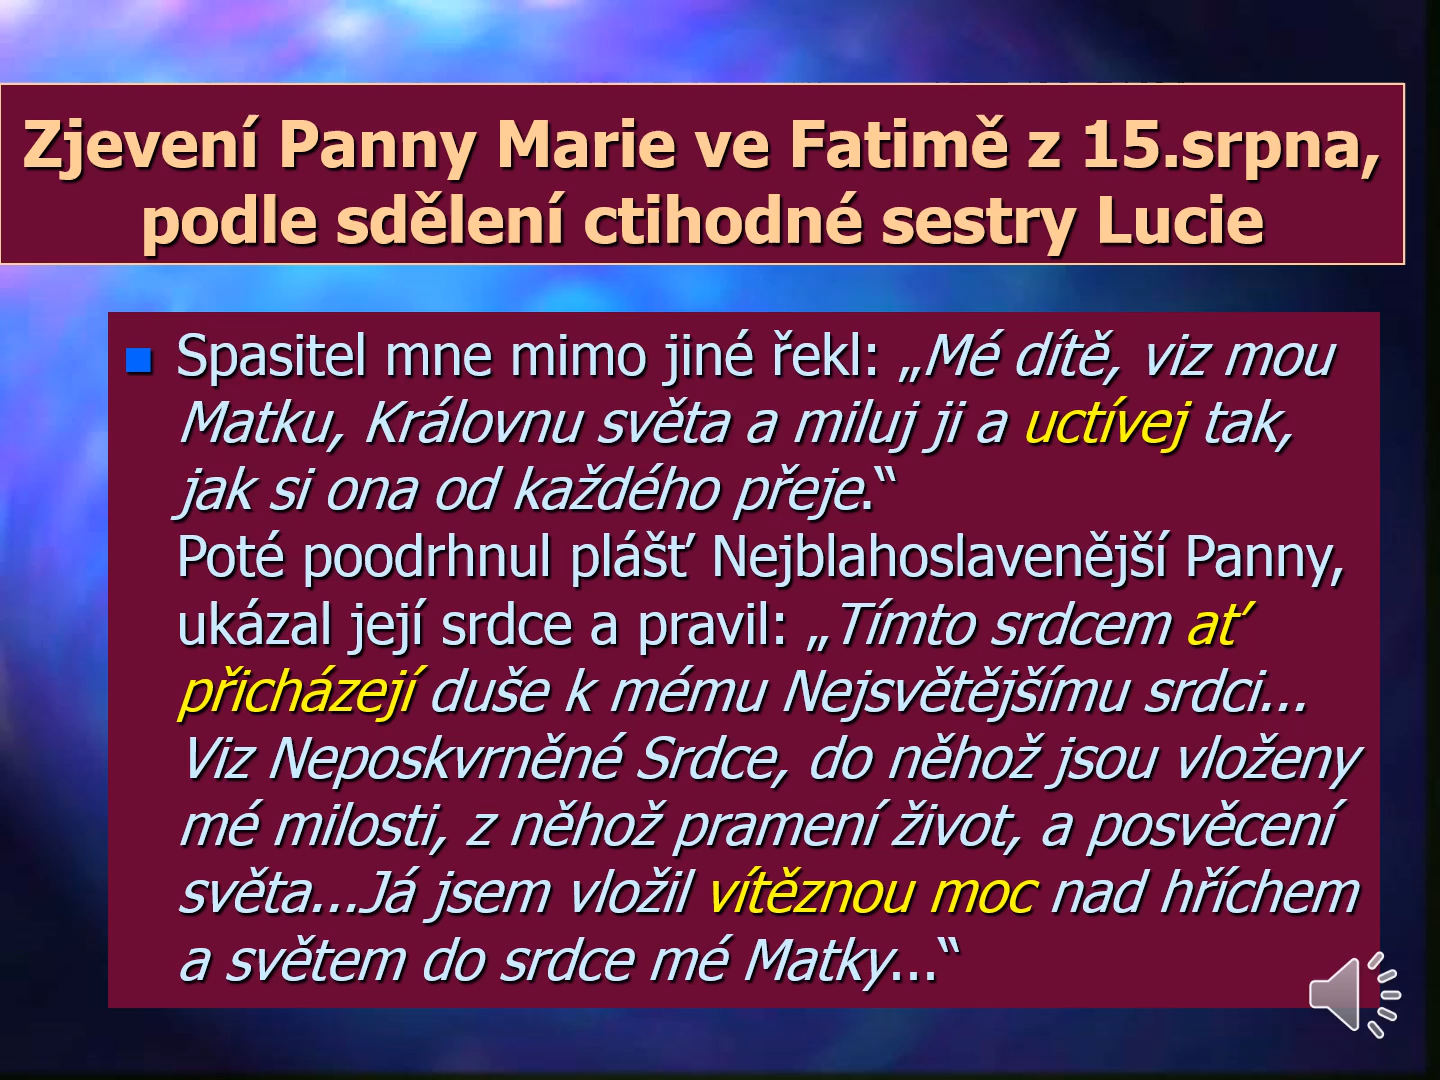 Zjevení Panny Marie ve Fatimě z 15.srpna,
podle sdělení ctihodné sestry Lucie
Spasitel mne mimo jiné řekl: „Mé dítě, viz mou
Matku, Královnu světa a miluj ji a uctívej tak,
jak si ona od každého přeje.“
Poté poodrhnul plášť Nejblahoslavenější Panny,
ukázal její srdce a pravil: „Tímto srdcem ať
přicházejí duše k mému Nejsvětějšímu srdci...
Viz Neposkvrněné Srdce, do něhož jsou vloženy
mé milosti, z něhož pramení život, a posvěcení
světa...Já jsem vložil vítěznou moc nad hříchem
a světem do srdce mé Matky...“